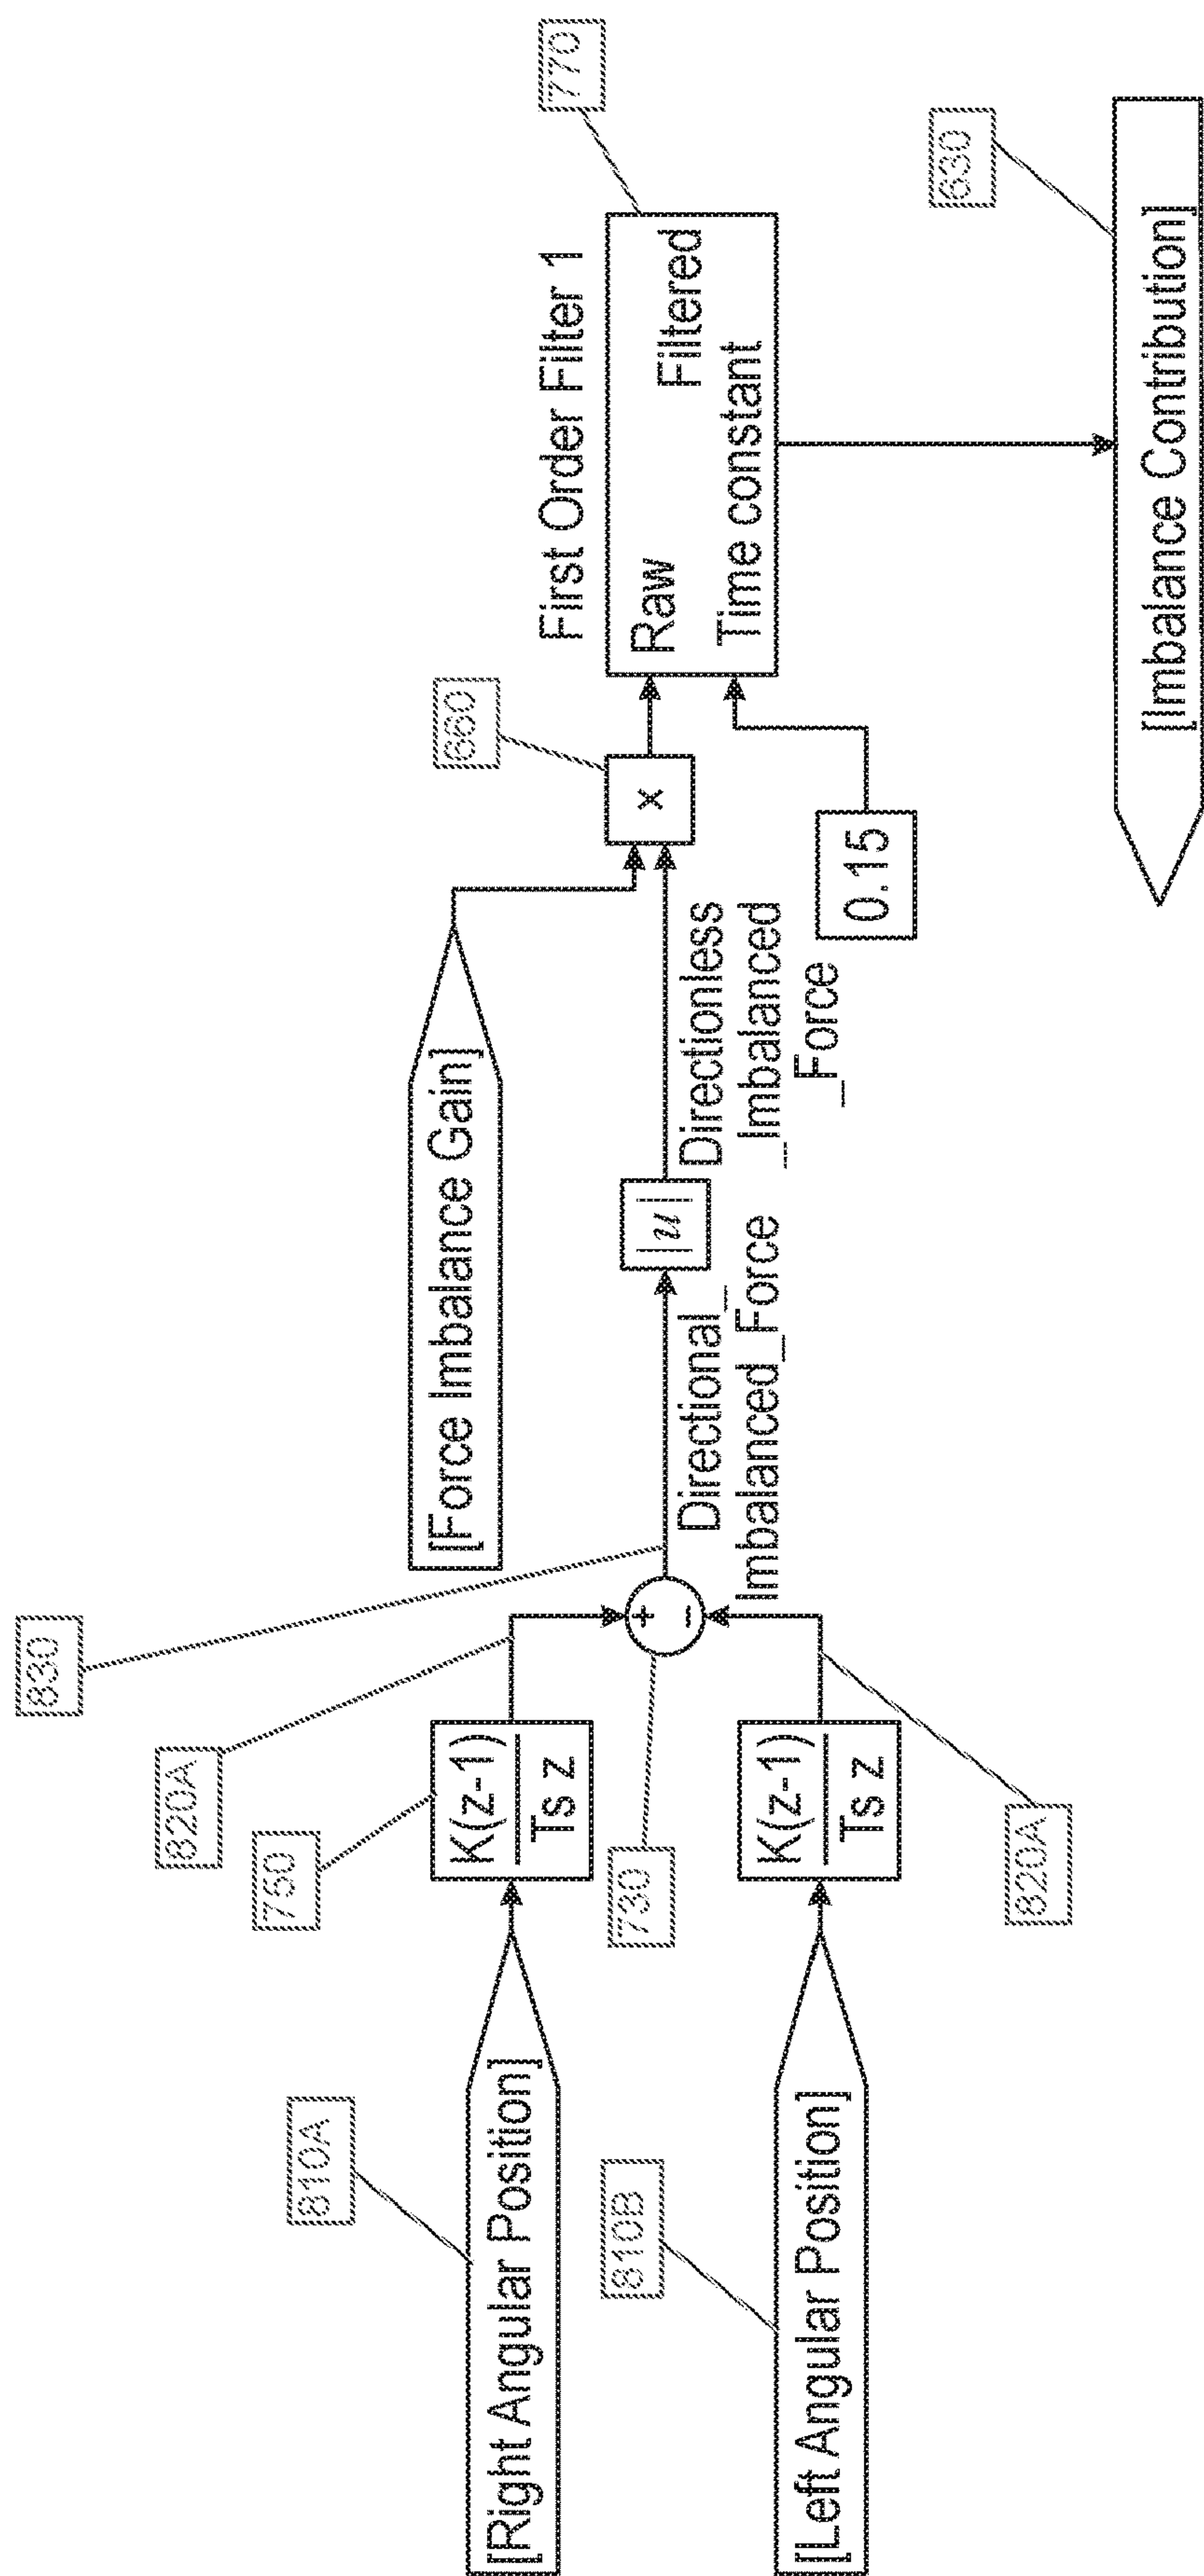 830
820A
750
810A
[Right Angular Position]
K(z-1)
Ts z
[Force Imbalance Gain]
660
First Order Filter 1
770
730
+
−
Directional_
Imbalanced_Force
|u|
Directionless
_Imbalanced
_Force
x
Raw
Filtered
Time constant
0.15
810B
[Left Angular Position]
K(z-1)
Ts z
820A
630
[Imbalance Contribution]